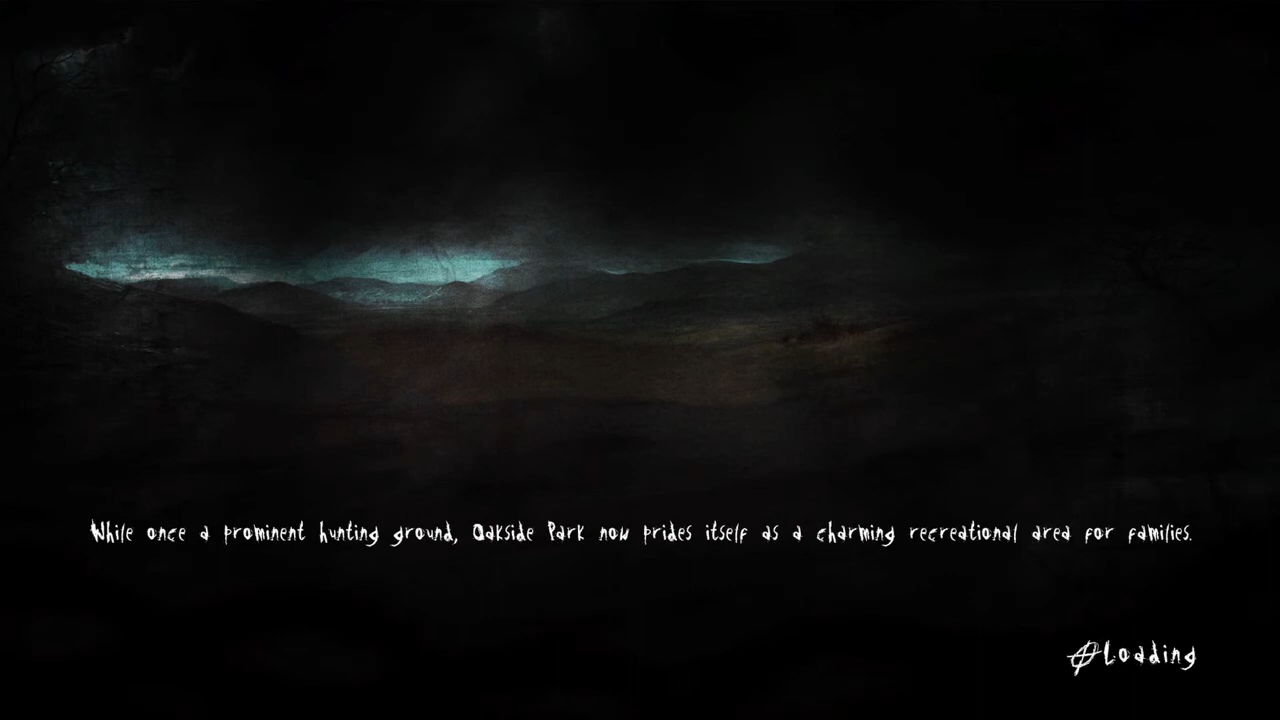 While once a prominent hunting ground, Oakside Park now prides itself as a charming recreational area for families.
Loading